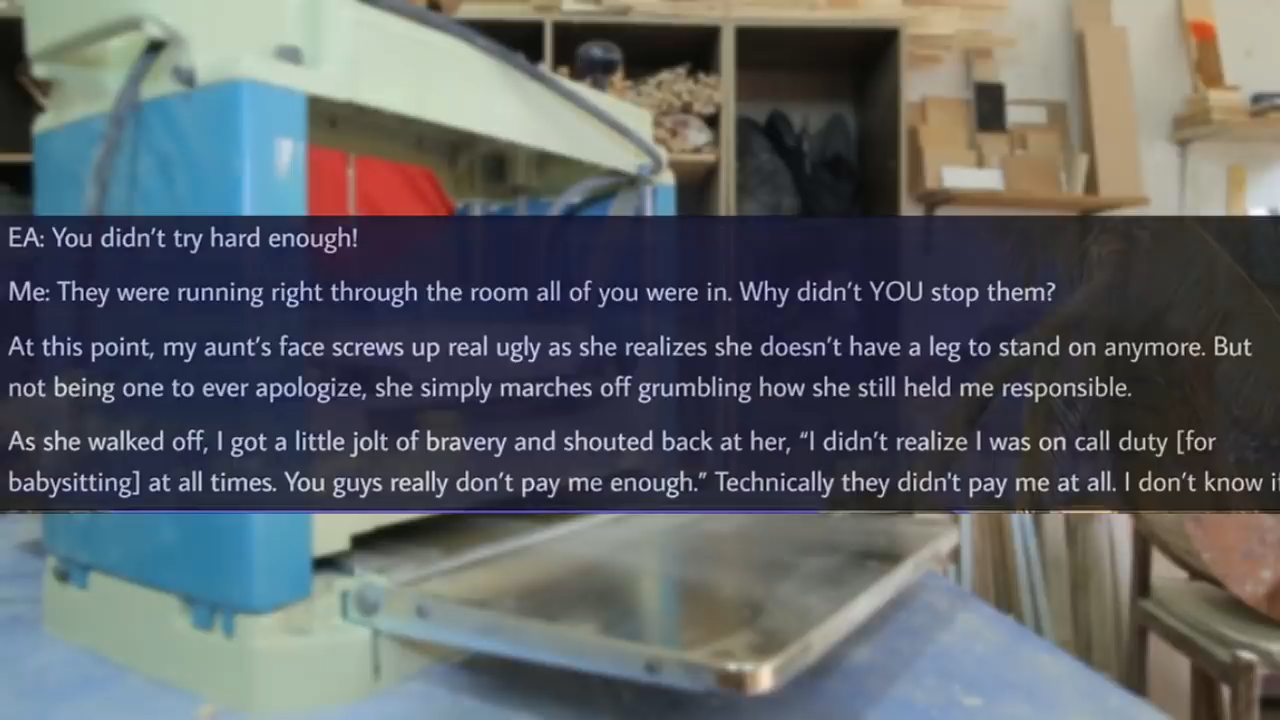 EA: You didn’t try hard enough!
Me: They were running right through the room all of you were in. Why didn’t YOU stop them?
At this point, my aunt’s face screws up real ugly as she realizes she doesn’t have a leg to stand on anymore. But
not being one to ever apologize, she simply marches off grumbling how she still held me responsible.
As she walked off, I got a little jolt of bravery and shouted back at her, “I didn’t realize I was on call duty [for
babysitting] at all times. You guys really don’t pay me enough.” Technically they didn't pay me at all. I don’t know